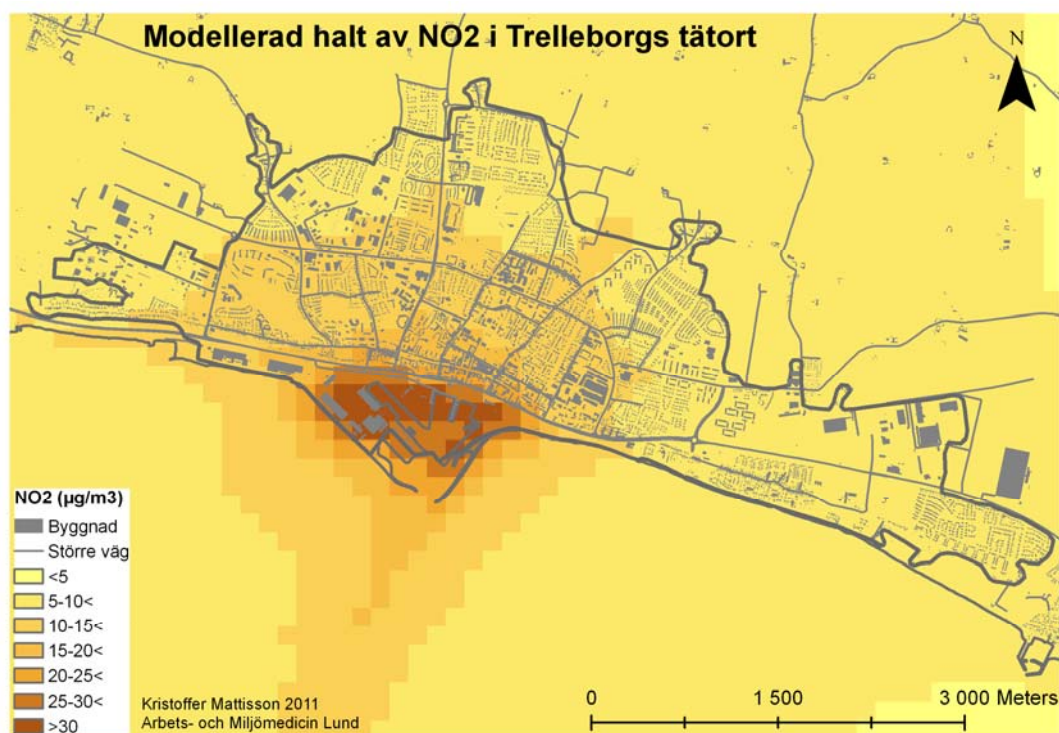 Modellerad halt av NO2 i Trelleborgs tätort
N
NO2 (µg/m3)
Byggnad
Större väg
<5
5-10<
10-15<
15-20<
20-25<
25-30<
>30
Kristoffer Mattisson 2011
Arbets- och Miljömedicin Lund
0 1 500 3 000 Meters